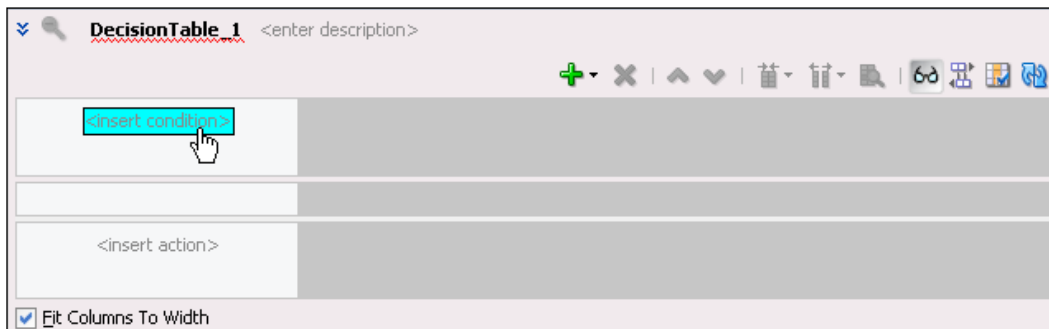 DecisionTable_1 <enter description>
<insert condition>
<insert action>
Fit Columns To Width